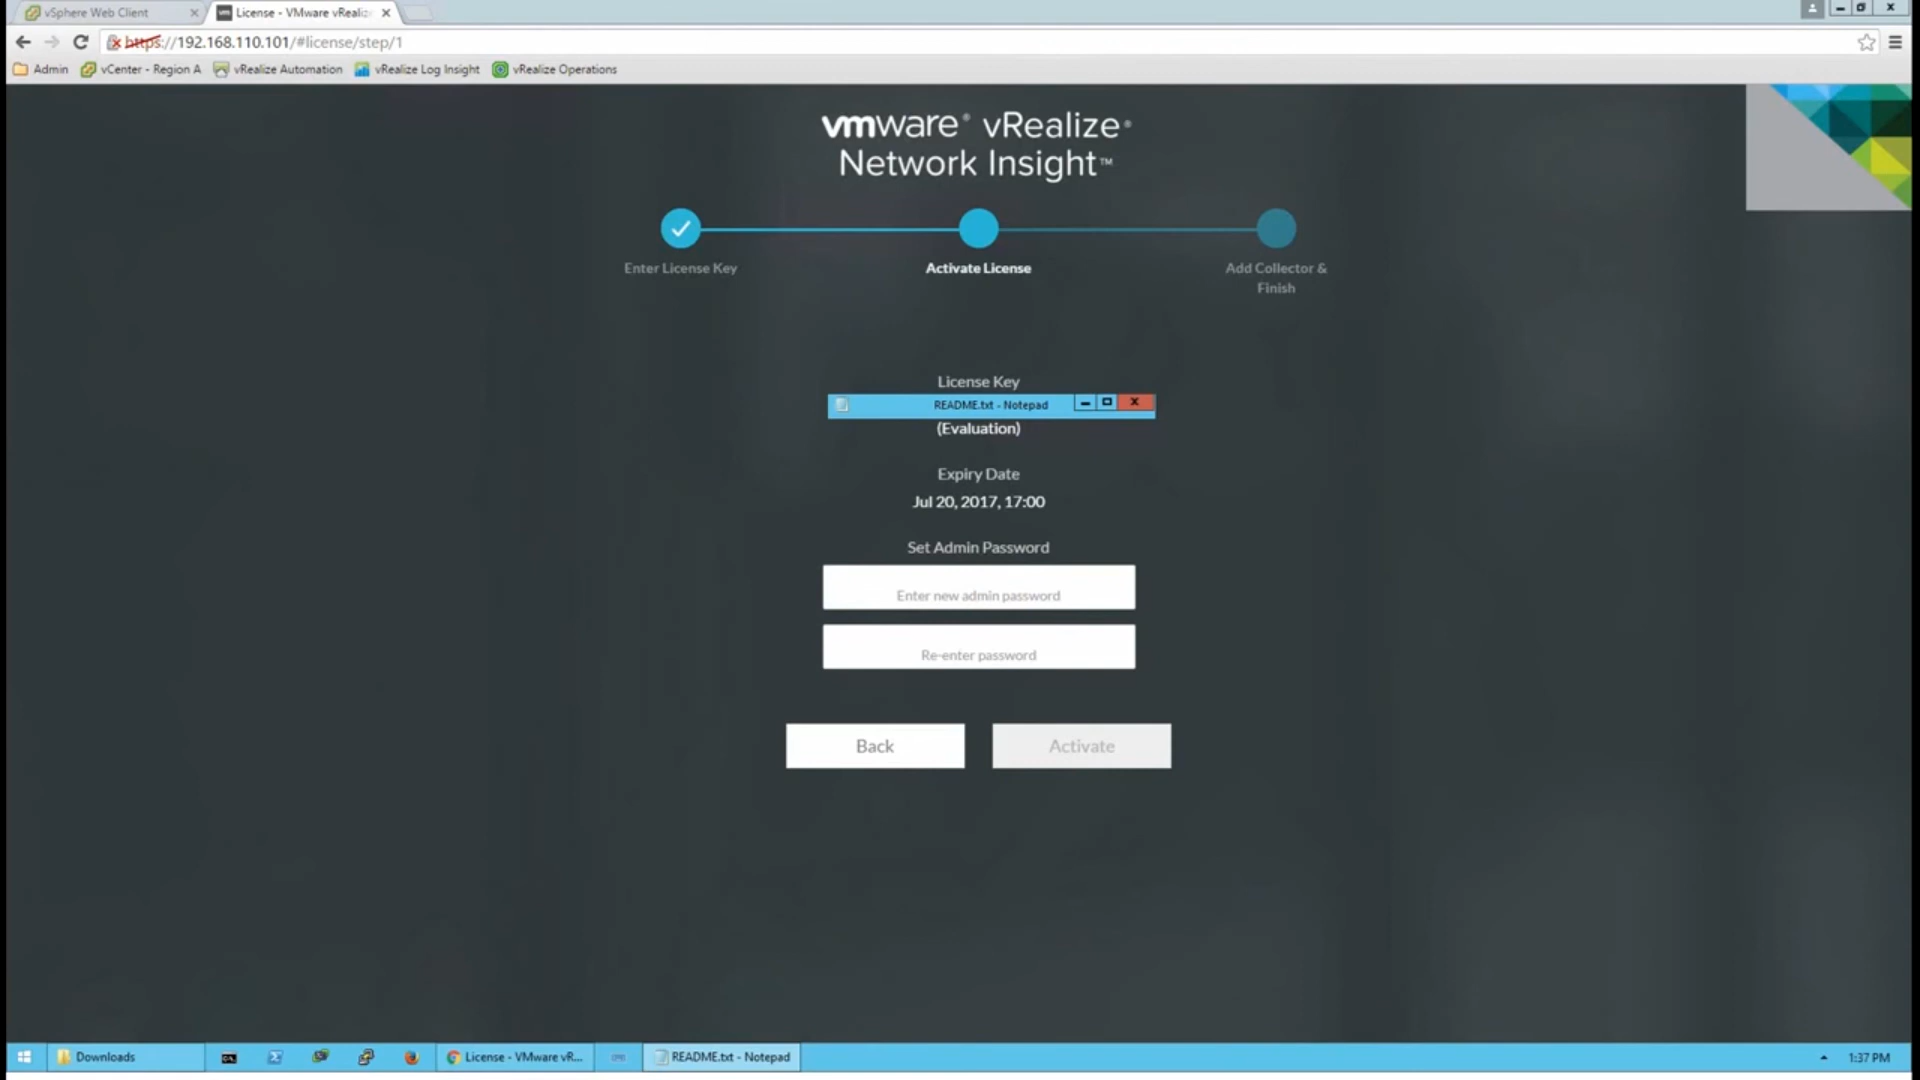 vSphere Web Client
License - VMware vRealiz
https://192.168.110.101/#license/step/1
Admin
vCenter - Region A
vRealize Automation
vRealize Log Insight
vRealize Operations
vmware® vRealize®
Network Insight™
Enter License Key
Activate License
Add Collector &
Finish
License Key
README.txt - Notepad
(Evaluation)
Expiry Date
Jul 20, 2017, 17:00
Set Admin Password
Enter new admin password
Re-enter password
Back
Activate
Downloads
License - VMware vR...
README.txt - Notepad
1:37 PM